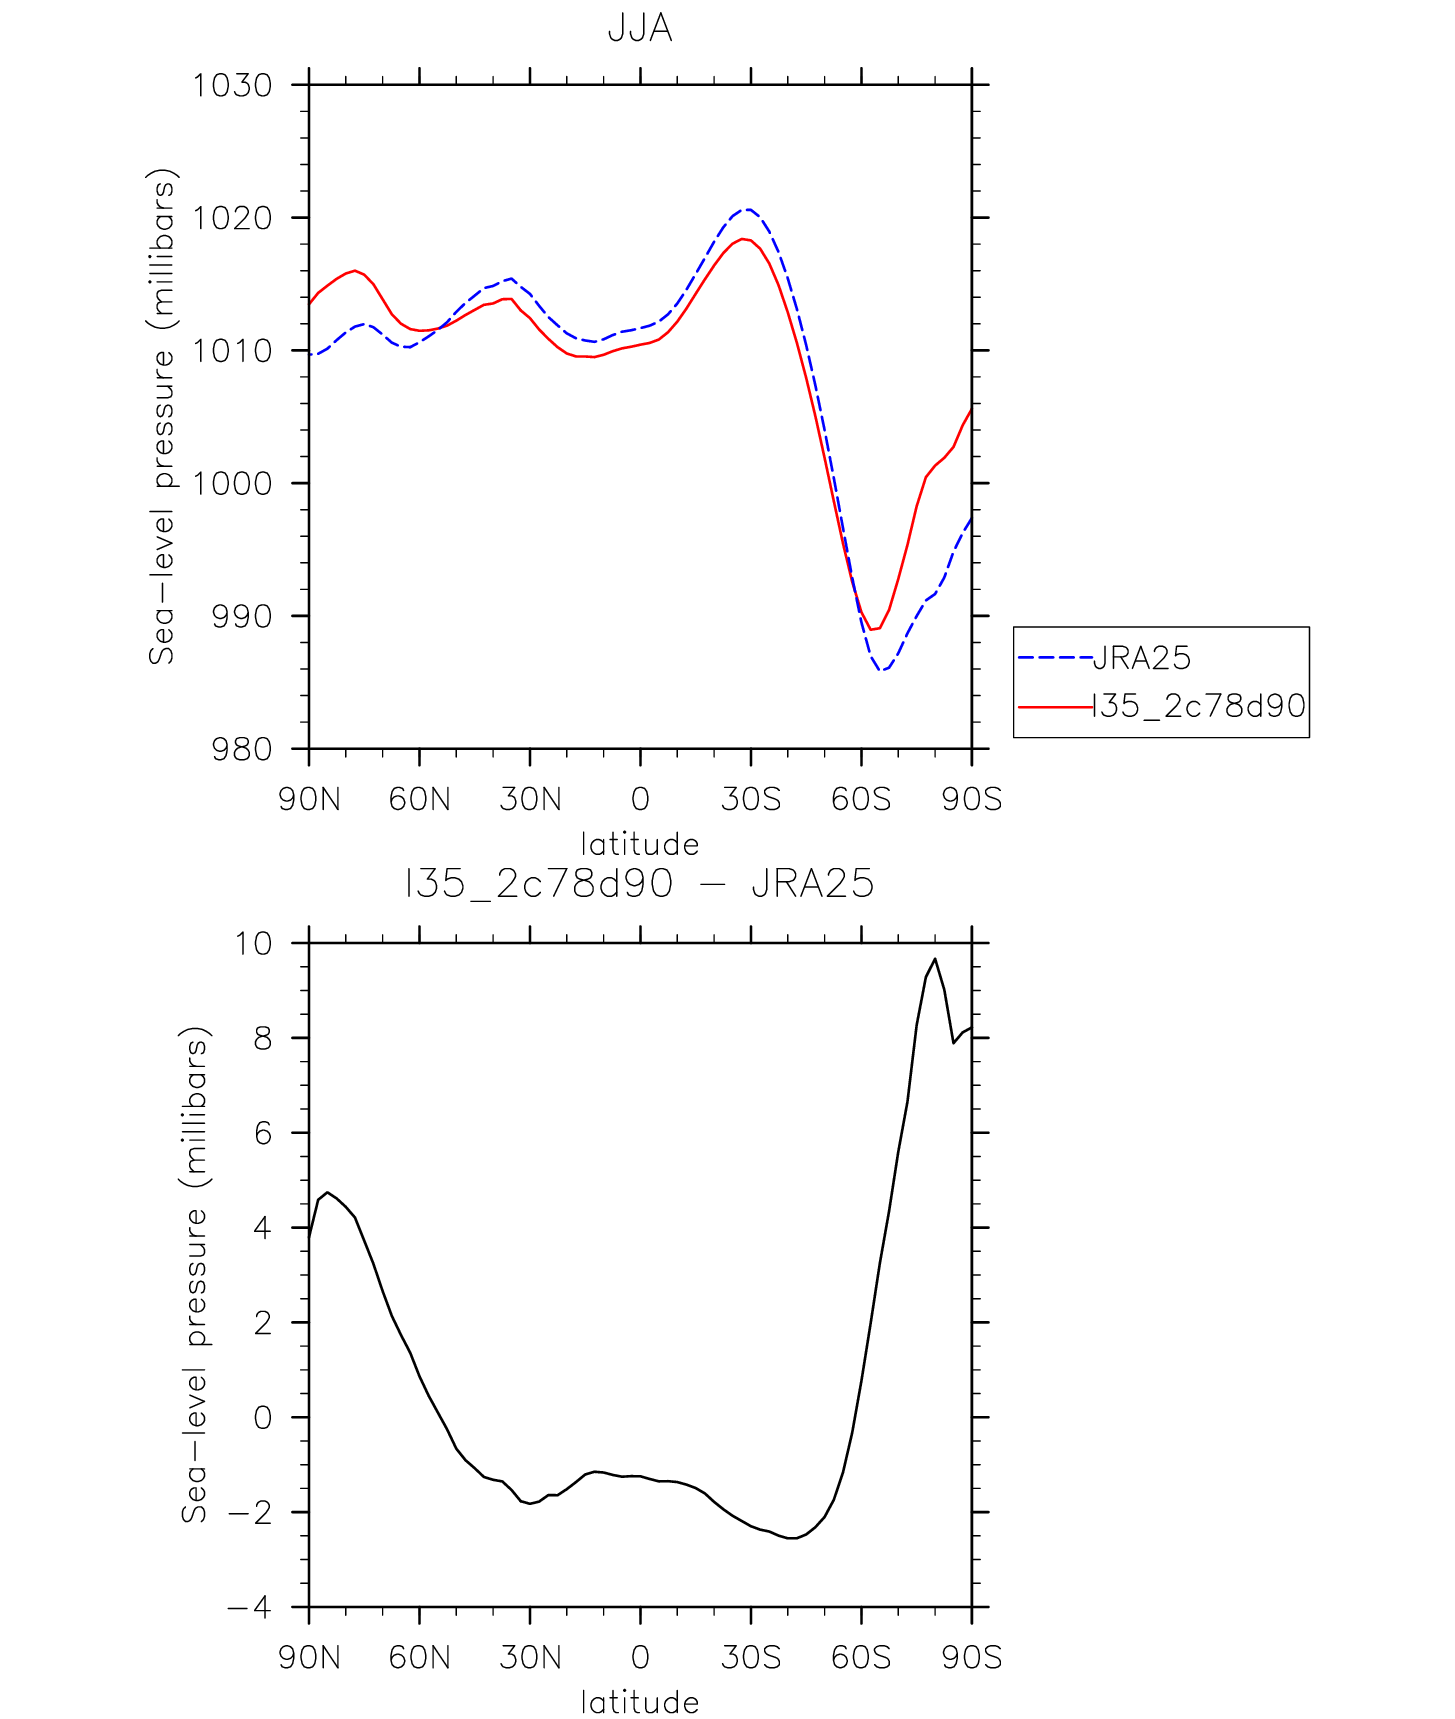 JJA
1030
1020
1010
1000
990
980
Sea-level pressure (millibars)
90N 60N 30N 0 30S 60S 90S
latitude
JRA25
I35_2c78d90
I35_2c78d90 - JRA25
10
8
6
4
2
0
-2
-4
Sea-level pressure (millibars)
90N 60N 30N 0 30S 60S 90S
latitude